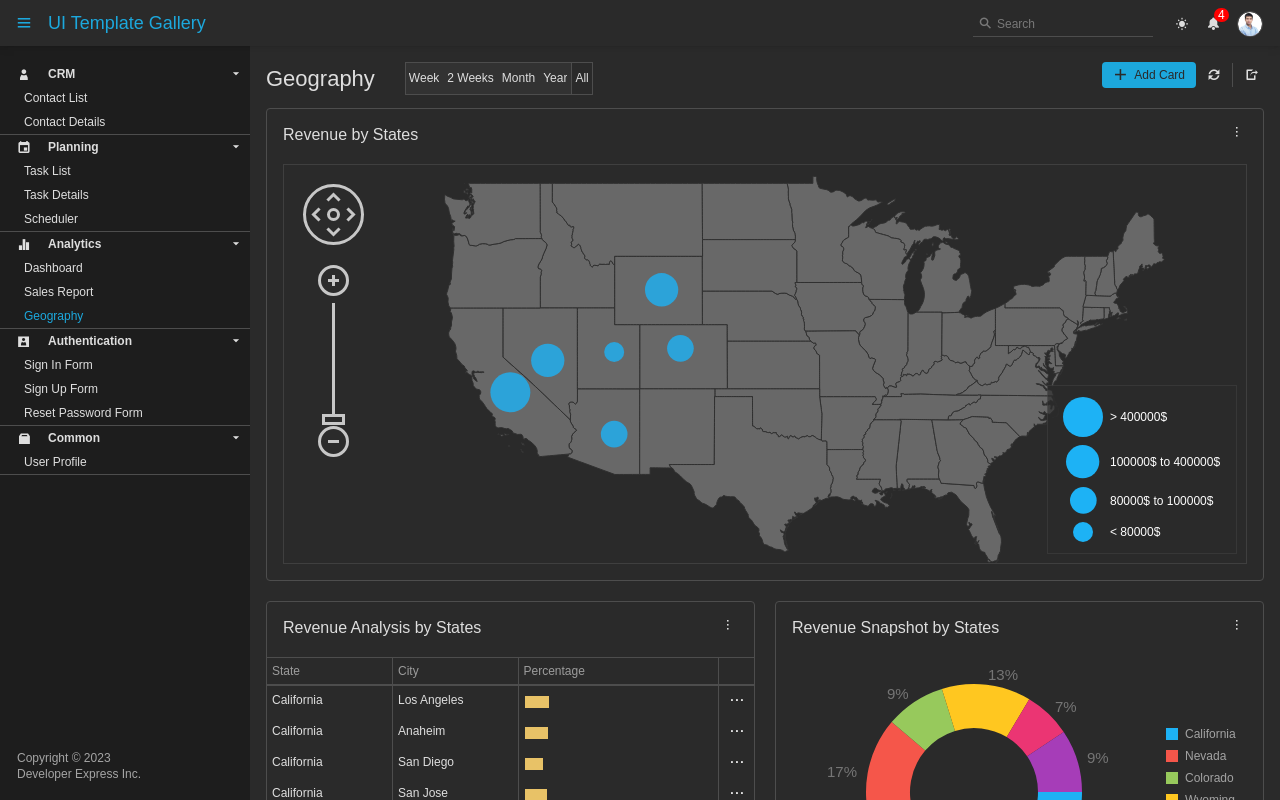 UI Template Gallery
Search
4
CRM
Contact List
Contact Details
Planning
Task List
Task Details
Scheduler
Analytics
Dashboard
Sales Report
Geography
Authentication
Sign In Form
Sign Up Form
Reset Password Form
Common
User Profile
Copyright © 2023
Developer Express Inc.
Geography
Week 2 Weeks Month Year All
Add Card
Revenue by States
> 400000$
100000$ to 400000$
80000$ to 100000$
< 80000$
Revenue Analysis by States
State City Percentage
California Los Angeles
California Anaheim
California San Diego
California San Jose
Revenue Snapshot by States
13%
9%
7%
9%
17%
California
Nevada
Colorado
Wyoming